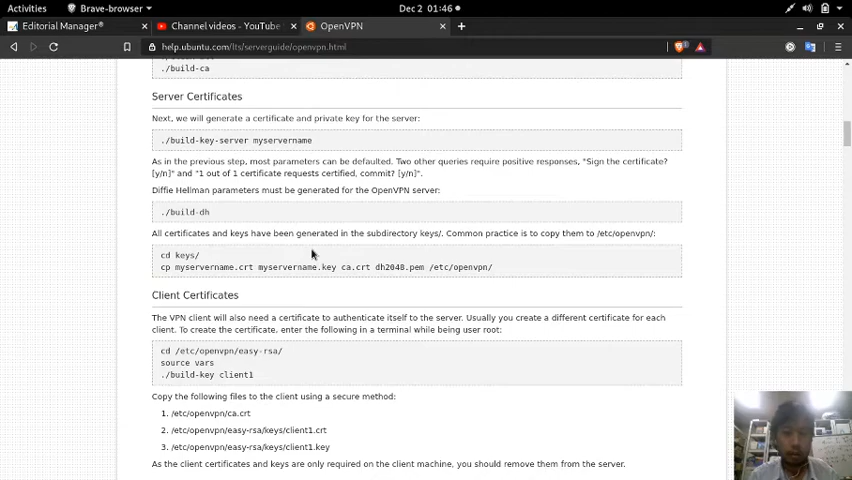 Activities
Brave-browser
Dec 2 01:46
Editorial Manager®
Channel videos - YouTube
OpenVPN
help.ubuntu.com/lts/serverguide/openvpn.html
./build-ca
Server Certificates
Next, we will generate a certificate and private key for the server:
./build-key-server myservername
As in the previous step, most parameters can be defaulted. Two other queries require positive responses, "Sign the certificate?
[y/n]" and "1 out of 1 certificate requests certified, commit? [y/n]".
Diffie Hellman parameters must be generated for the OpenVPN server:
./build-dh
All certificates and keys have been generated in the subdirectory keys/. Common practice is to copy them to /etc/openvpn/:
cd keys/
cp myservername.crt myservername.key ca.crt dh2048.pem /etc/openvpn/
Client Certificates
The VPN client will also need a certificate to authenticate itself to the server. Usually you create a different certificate for each
client. To create the certificate, enter the following in a terminal while being user root:
cd /etc/openvpn/easy-rsa/
source vars
./build-key client1
Copy the following files to the client using a secure method:
1. /etc/openvpn/ca.crt
2. /etc/openvpn/easy-rsa/keys/client1.crt
3. /etc/openvpn/easy-rsa/keys/client1.key
As the client certificates and keys are only required on the client machine, you should remove them from the server.